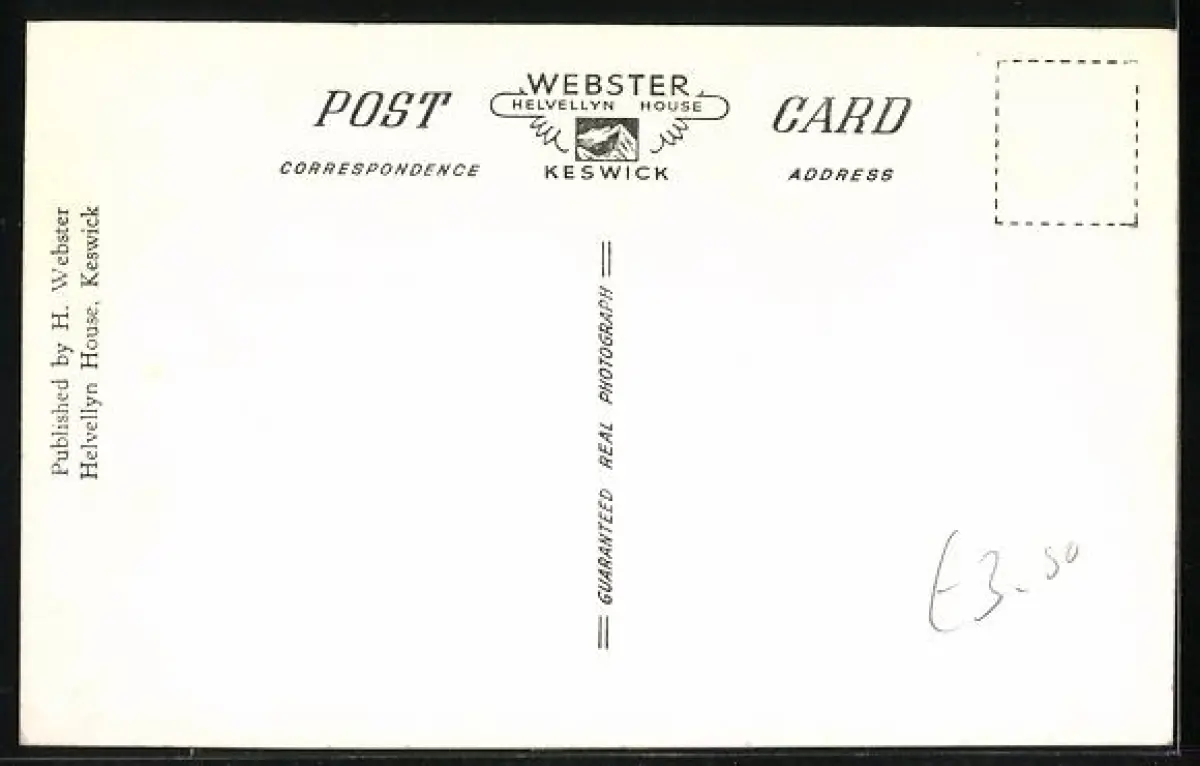 POST
WEBSTER
HELVELLYN HOUSE
KESWICK
CARD
CORRESPONDENCE
ADDRESS
Published by H. Webster
Helvellyn House, Keswick
GUARANTEED REAL PHOTOGRAPH
£3.50